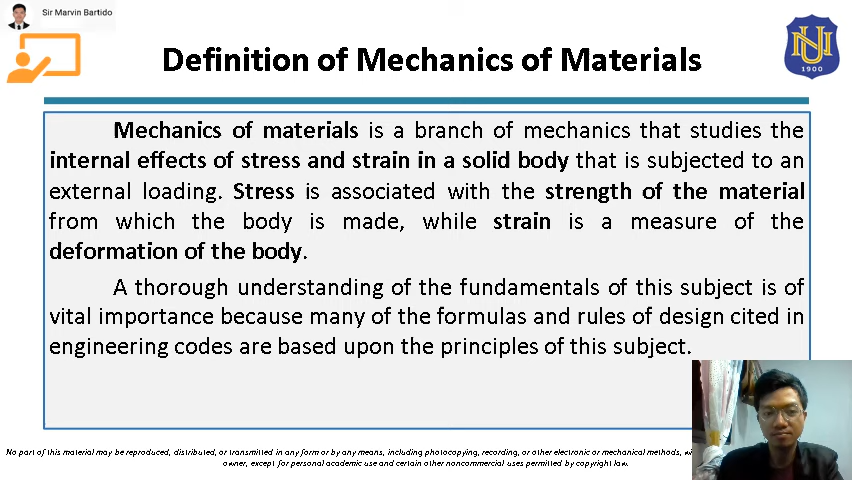 Sir Marvin Bartido
Definition of Mechanics of Materials
NU
1900
Mechanics of materials is a branch of mechanics that studies the
internal effects of stress and strain in a solid body that is subjected to an
external loading. Stress is associated with the strength of the material
from which the body is made, while strain is a measure of the
deformation of the body.
A thorough understanding of the fundamentals of this subject is of
vital importance because many of the formulas and rules of design cited in
engineering codes are based upon the principles of this subject.
No part of this material may be reproduced, distributed, or transmitted in any form or by any means, including photocopying, recording, or other electronic or mechanical methods,
owner, except for personal academic use and certain other noncommercial uses permitted by copyright law.